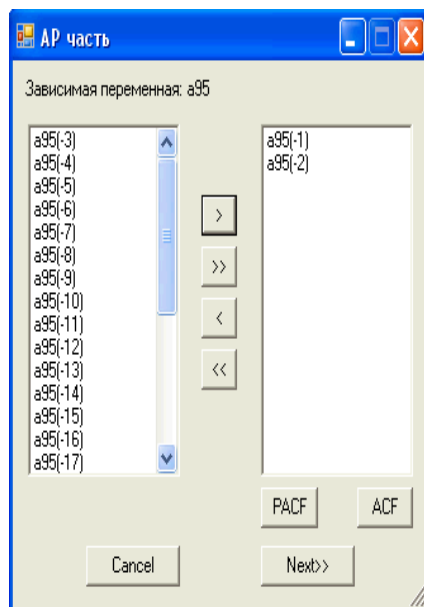 АР часть
Зависимая переменная: a95
a95(-3)
a95(-4)
a95(-5)
a95(-6)
a95(-7)
a95(-8)
a95(-9)
a95(-10)
a95(-11)
a95(-12)
a95(-13)
a95(-14)
a95(-15)
a95(-16)
a95(-17)
>
>>
<
<<
a95(-1)
a95(-2)
PACF
ACF
Cancel
Next>>